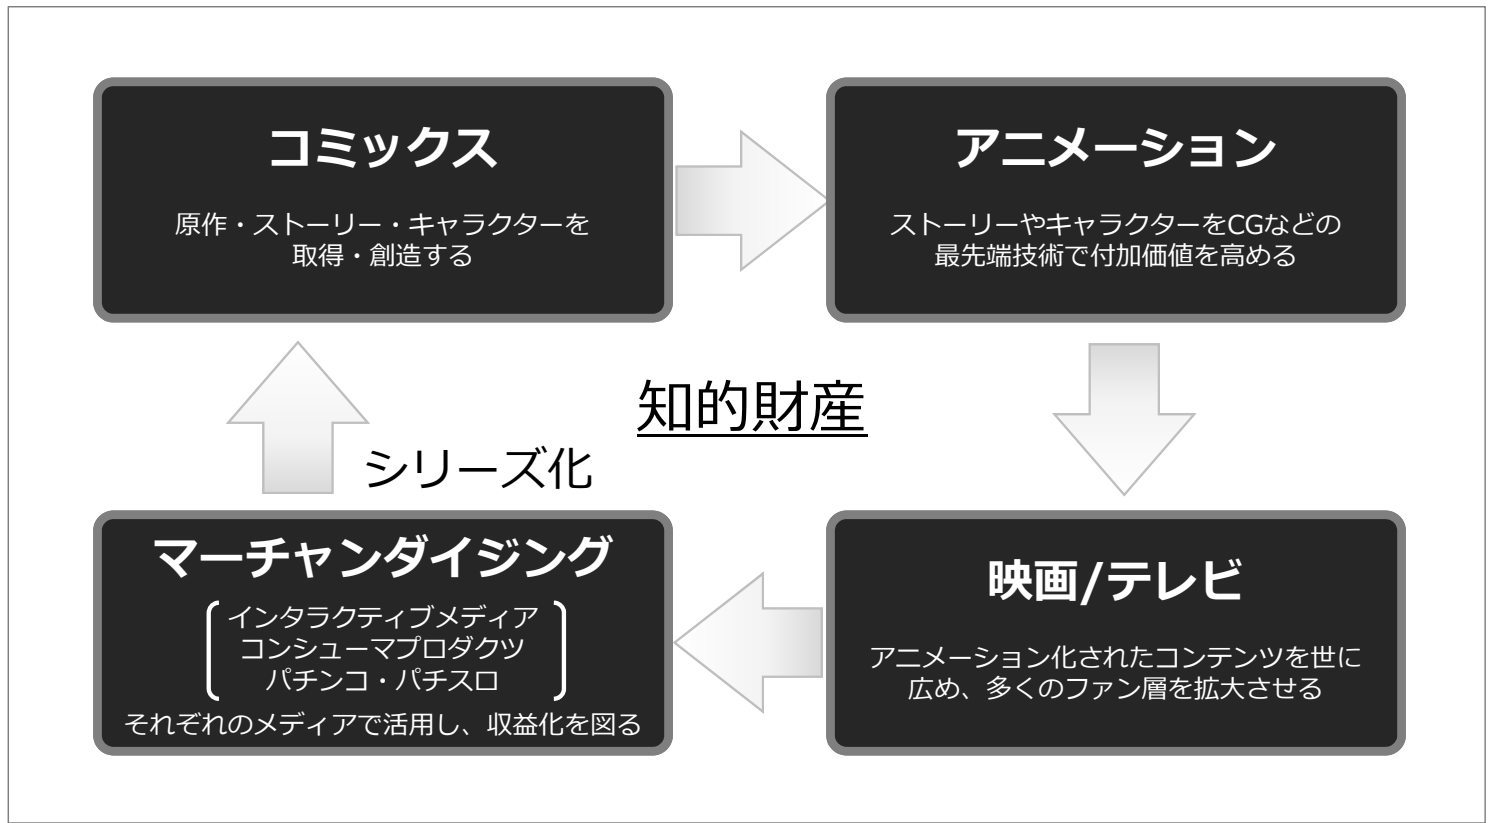 コミックス
原作・ストーリー・キャラクターを
取得・創造する
アニメーション
ストーリーやキャラクターをCGなどの
最先端技術で付加価値を高める
知的財産
シリーズ化
マーチャンダイジング
インタラクティブメディア
コンシューマプロダクツ
パチンコ・パチスロ
それぞれのメディアで活用し、収益化を図る
映画/テレビ
アニメーション化されたコンテンツを世に
広め、多くのファン層を拡大させる